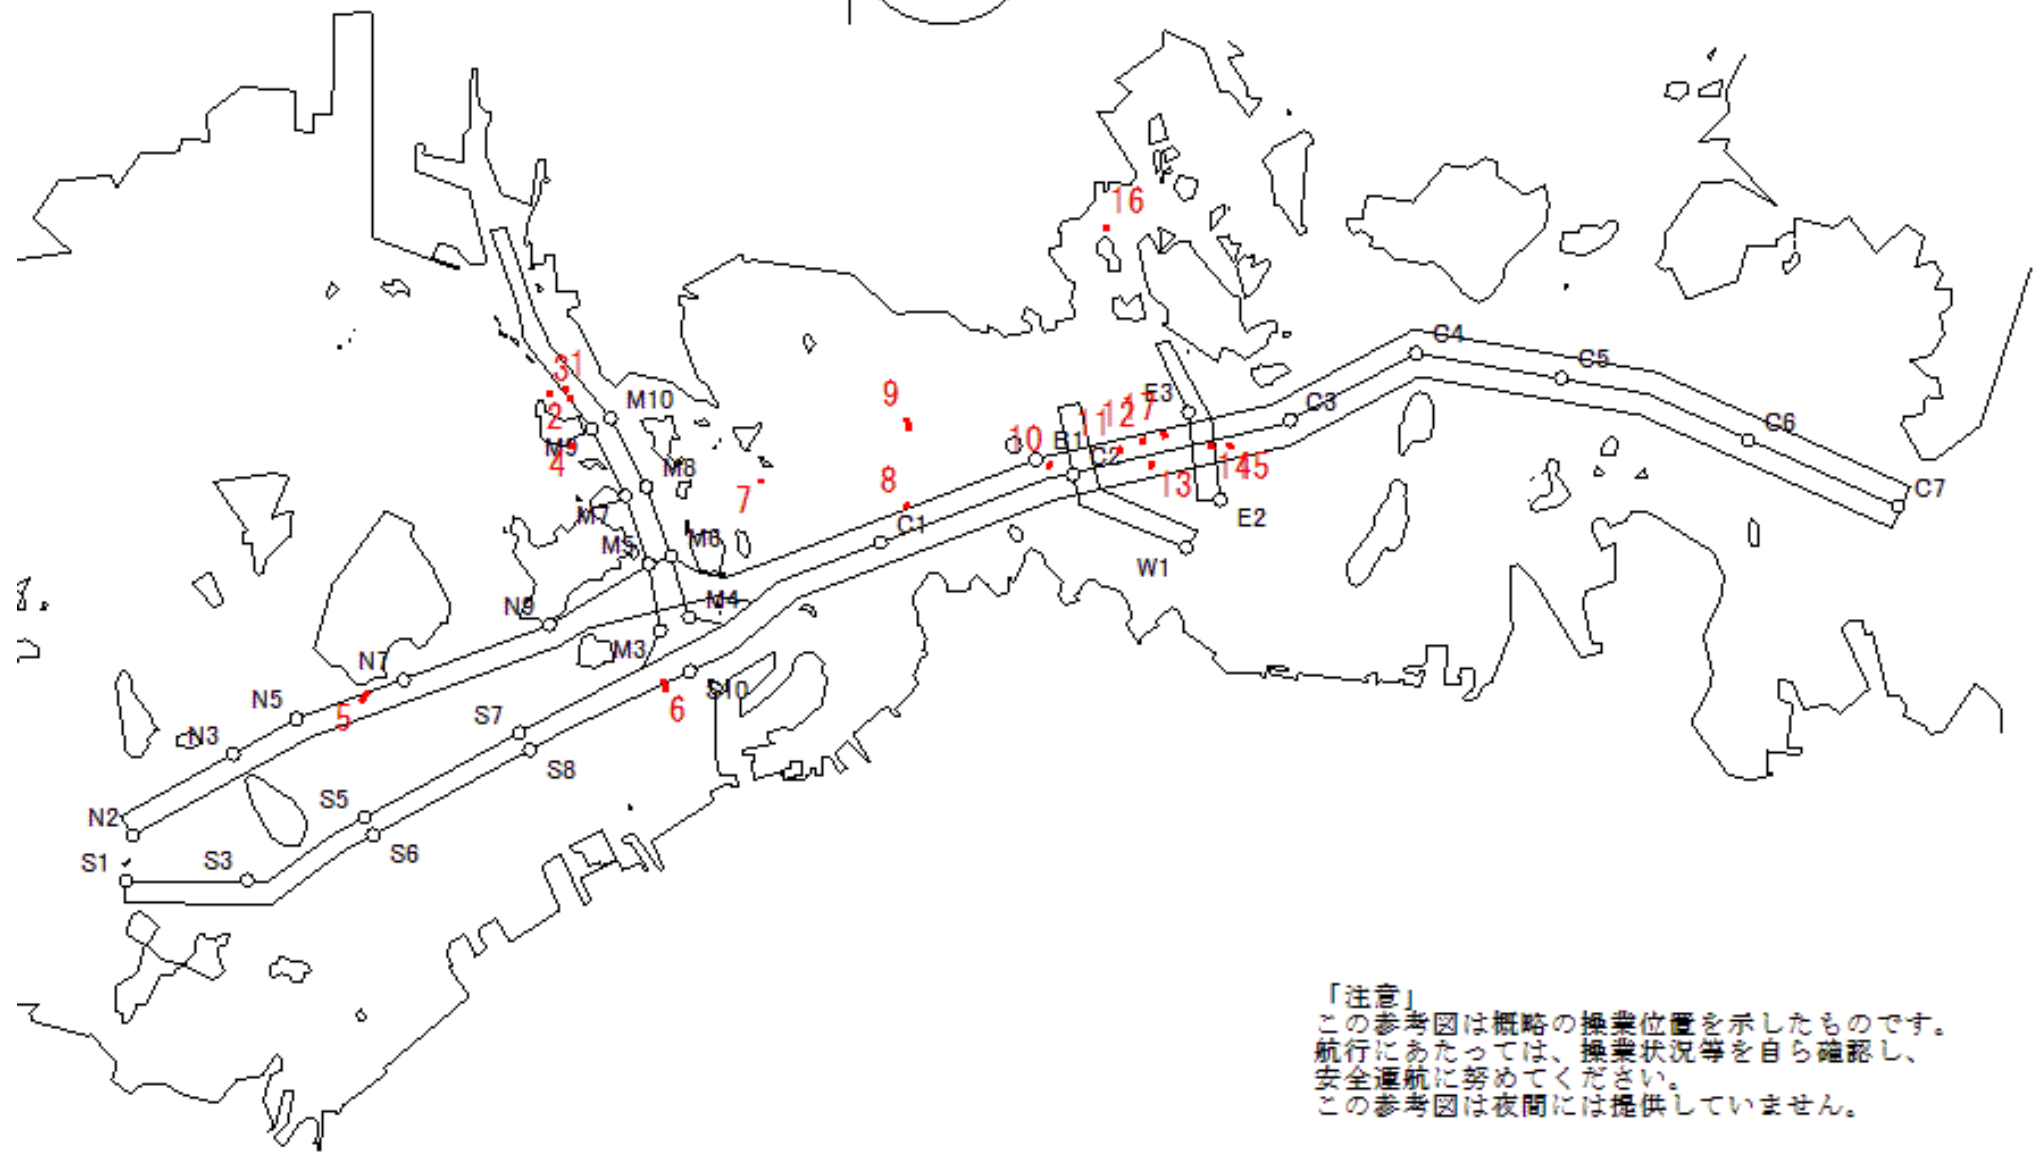 16
C4
C5
31
M10
2
9
E3
C3
11
12
17
C6
M9
4
M8
10
B1
C2
7
8
13
C7
M7
C1
E2
M5
M6
W1
N9
M4
M3
N7
N5
5
S10
6
S7
N3
S8
S5
N2
S6
S1
S3
「注意」
この参考図は概略の操業位置を示したものです。
航行にあたっては、操業状況等を自ら確認し、
安全運航に努めてください。
この参考図は夜間には提供していません。